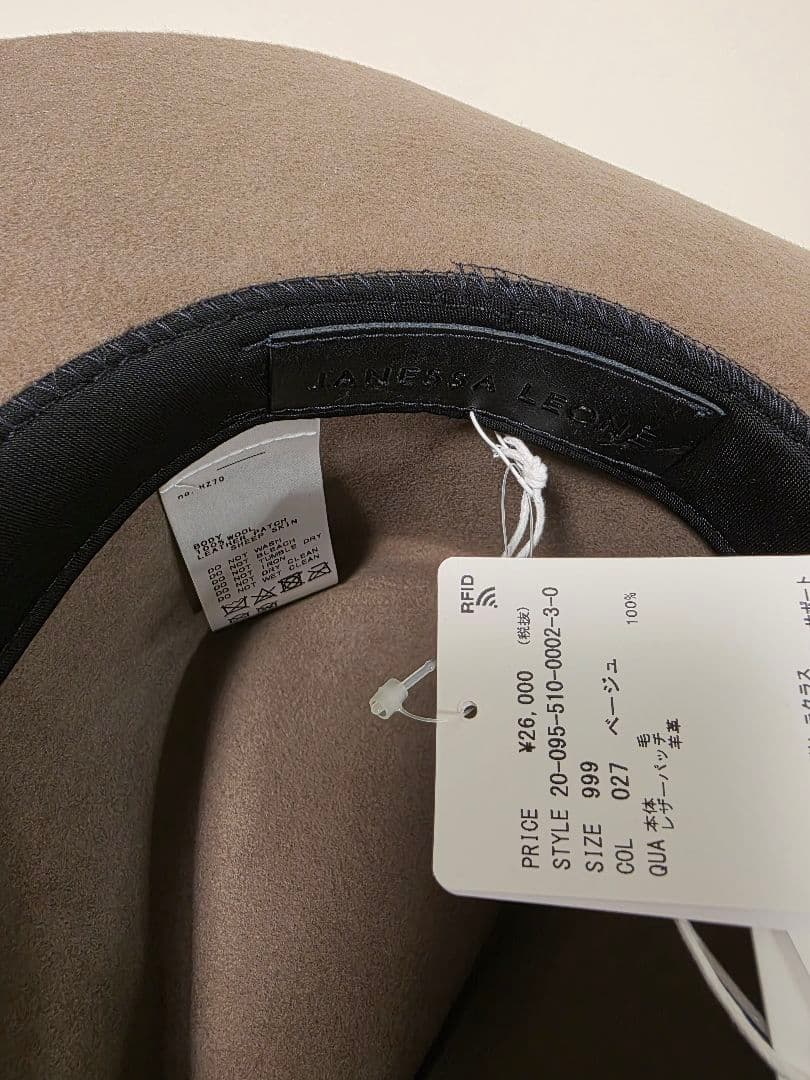 JANESSA LEONE
no. HZ70
BODY WOOL
100% PATCH
LEATHER SHEEP SKIN
DO NOT WASH
DO NOT BLEACH
DO NOT TUMBLE DRY
DO NOT IRON
DO NOT DRY CLEAN
DO NOT WET CLEAN
RFID
PRICE ¥26,000 (税抜)
STYLE 20-095-510-0002-3-0
SIZE 999
COL 027 ベージュ
QUA 本体 毛 100%
レザーパッチ 羊革